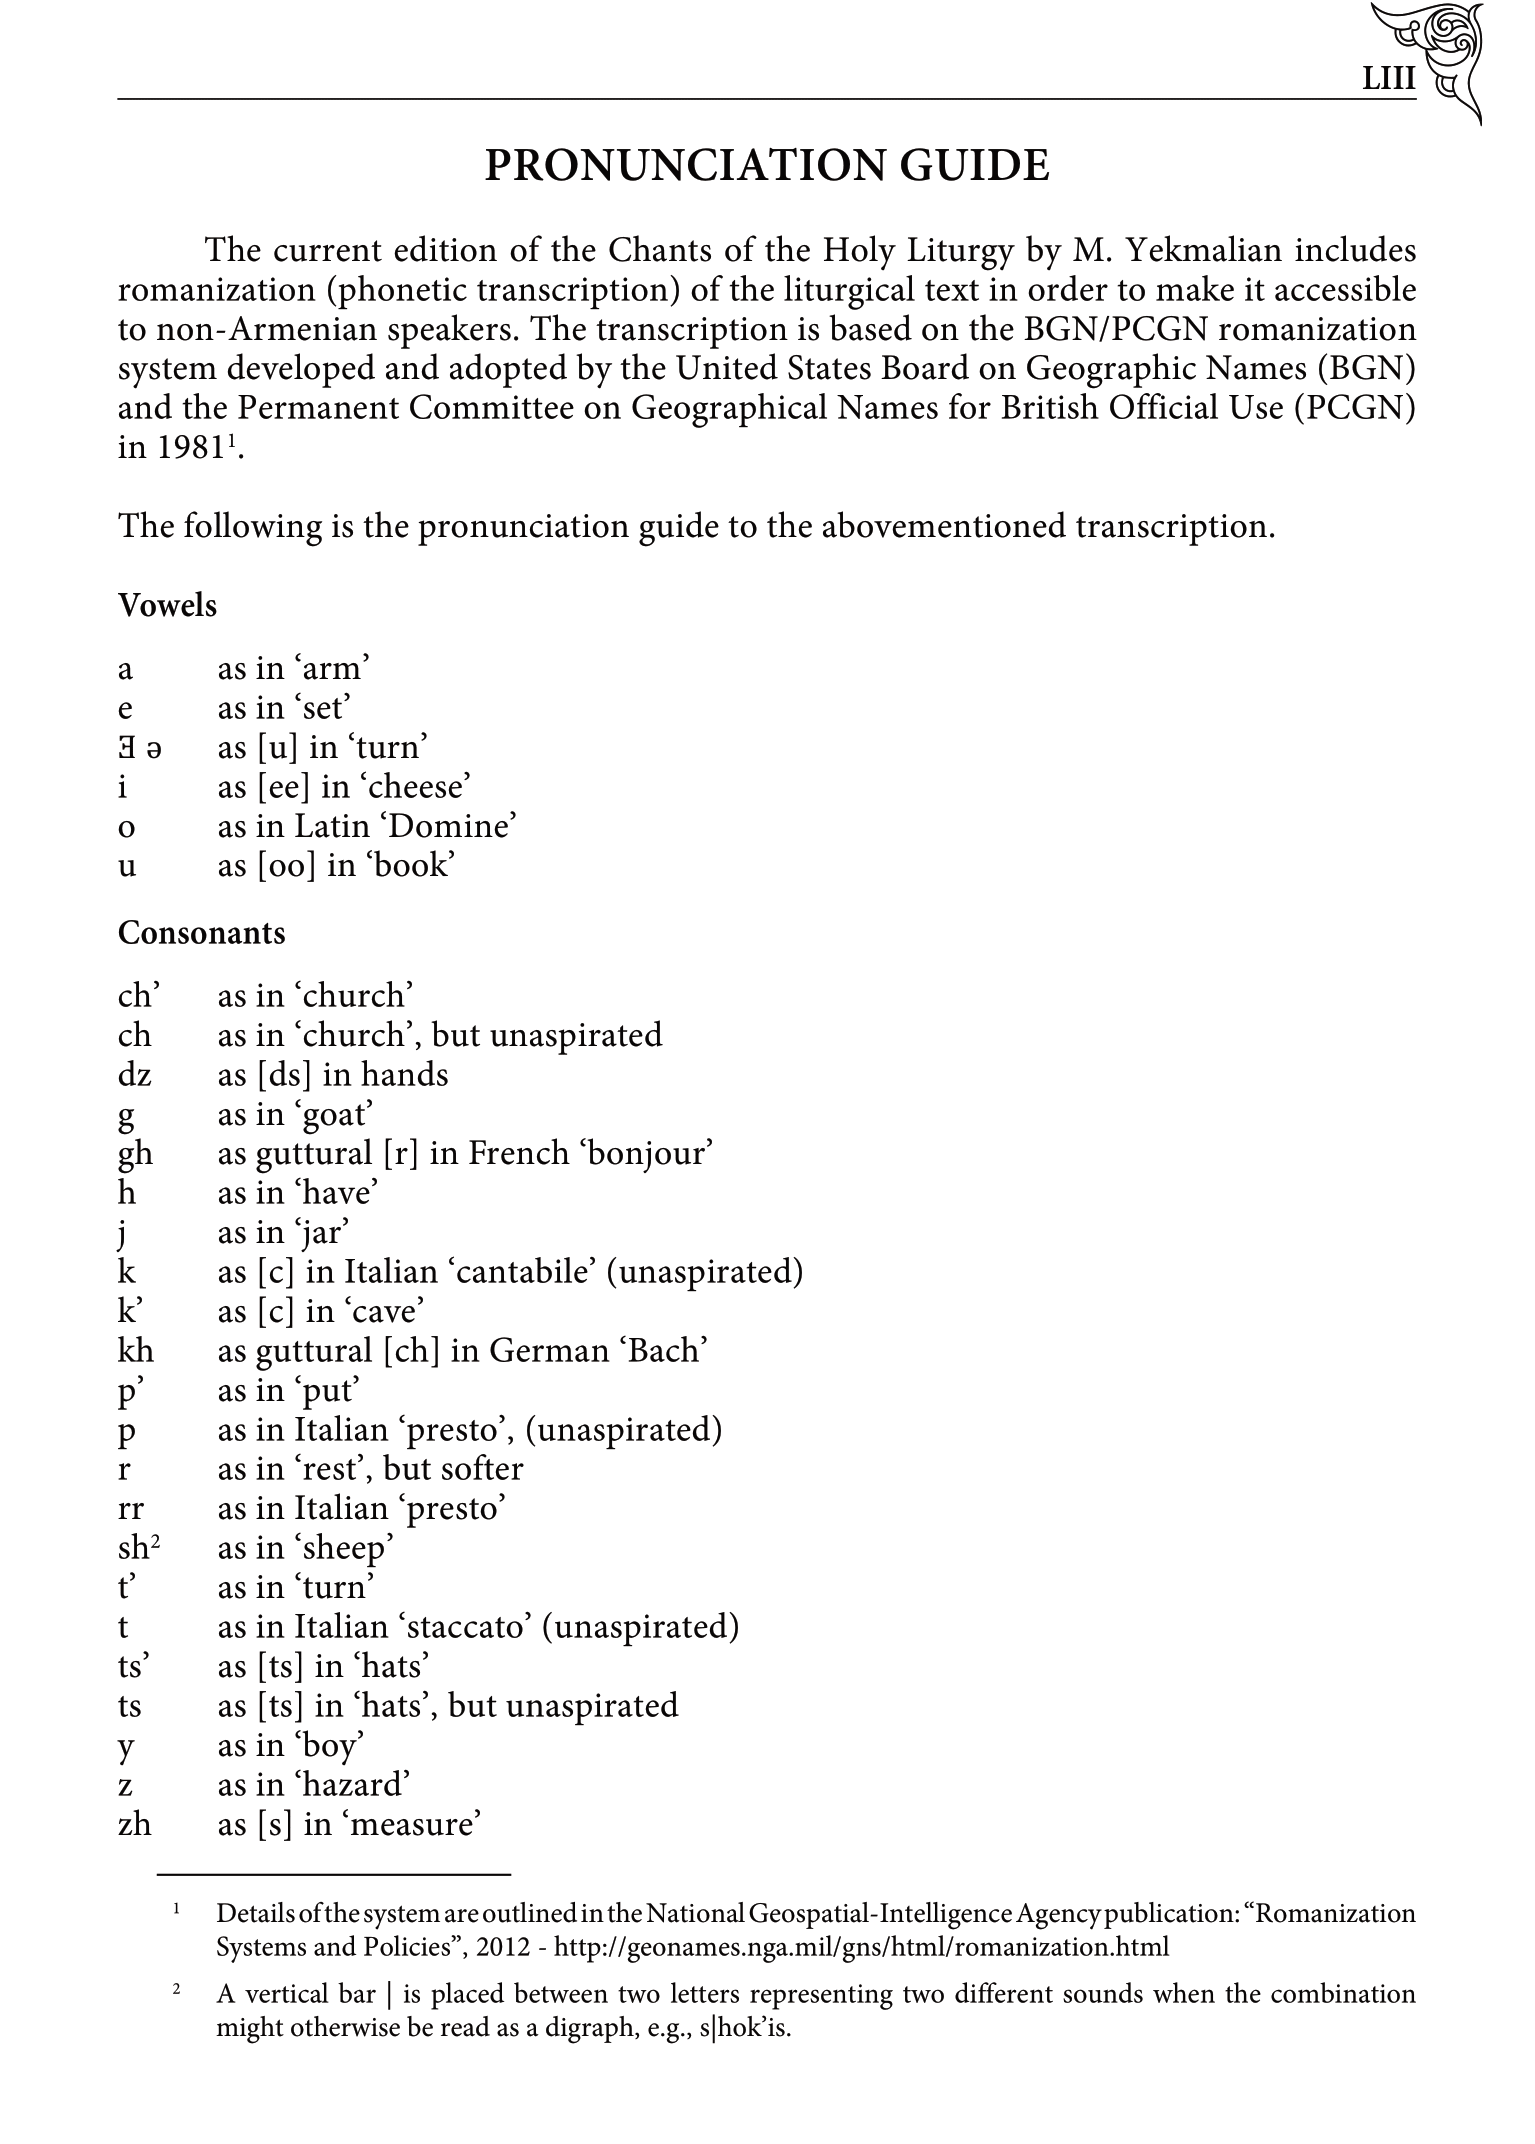 LIII
PRONUNCIATION GUIDE
The current edition of the Chants of the Holy Liturgy by M. Yekmalian includes
romanization (phonetic transcription) of the liturgical text in order to make it accessible
to non-Armenian speakers. The transcription is based on the BGN/PCGN romanization
system developed and adopted by the United States Board on Geographic Names (BGN)
and the Permanent Committee on Geographical Names for British Official Use (PCGN)
in 1981¹.
The following is the pronunciation guide to the abovementioned transcription.
Vowels
a as in ‘arm’
e as in ‘set’
Ǝ ə as [u] in ‘turn’
i as [ee] in ‘cheese’
o as in Latin ‘Domine’
u as [oo] in ‘book’
Consonants
ch’ as in ‘church’
ch as in ‘church’, but unaspirated
dz as [ds] in hands
g as in ‘goat’
gh as guttural [r] in French ‘bonjour’
h as in ‘have’
j as in ‘jar’
k as [c] in Italian ‘cantabile’ (unaspirated)
k’ as [c] in ‘cave’
kh as guttural [ch] in German ‘Bach’
p’ as in ‘put’
p as in Italian ‘presto’, (unaspirated)
r as in ‘rest’, but softer
rr as in Italian ‘presto’
sh² as in ‘sheep’
t’ as in ‘turn’
t as in Italian ‘staccato’ (unaspirated)
ts’ as [ts] in ‘hats’
ts as [ts] in ‘hats’, but unaspirated
y as in ‘boy’
z as in ‘hazard’
zh as [s] in ‘measure’
¹ Details of the system are outlined in the National Geospatial-Intelligence Agency publication: “Romanization
Systems and Policies”, 2012 - http://geonames.nga.mil/gns/html/romanization.html
² A vertical bar | is placed between two letters representing two different sounds when the combination
might otherwise be read as a digraph, e.g., s|hok’is.